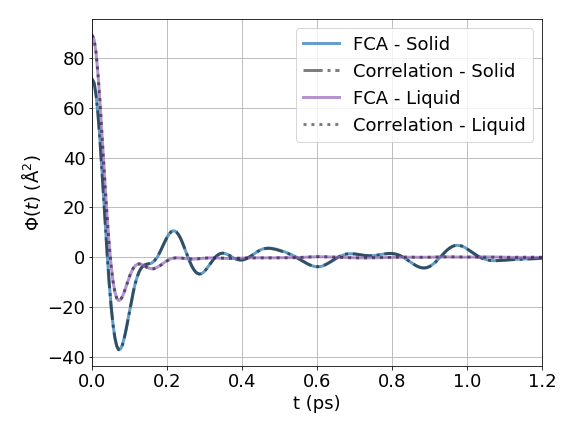 FCA - Solid
Correlation - Solid
FCA - Liquid
Correlation - Liquid
Φ(t) (Å²)
80
60
40
20
0
−20
−40
0.0 0.2 0.4 0.6 0.8 1.0 1.2
t (ps)